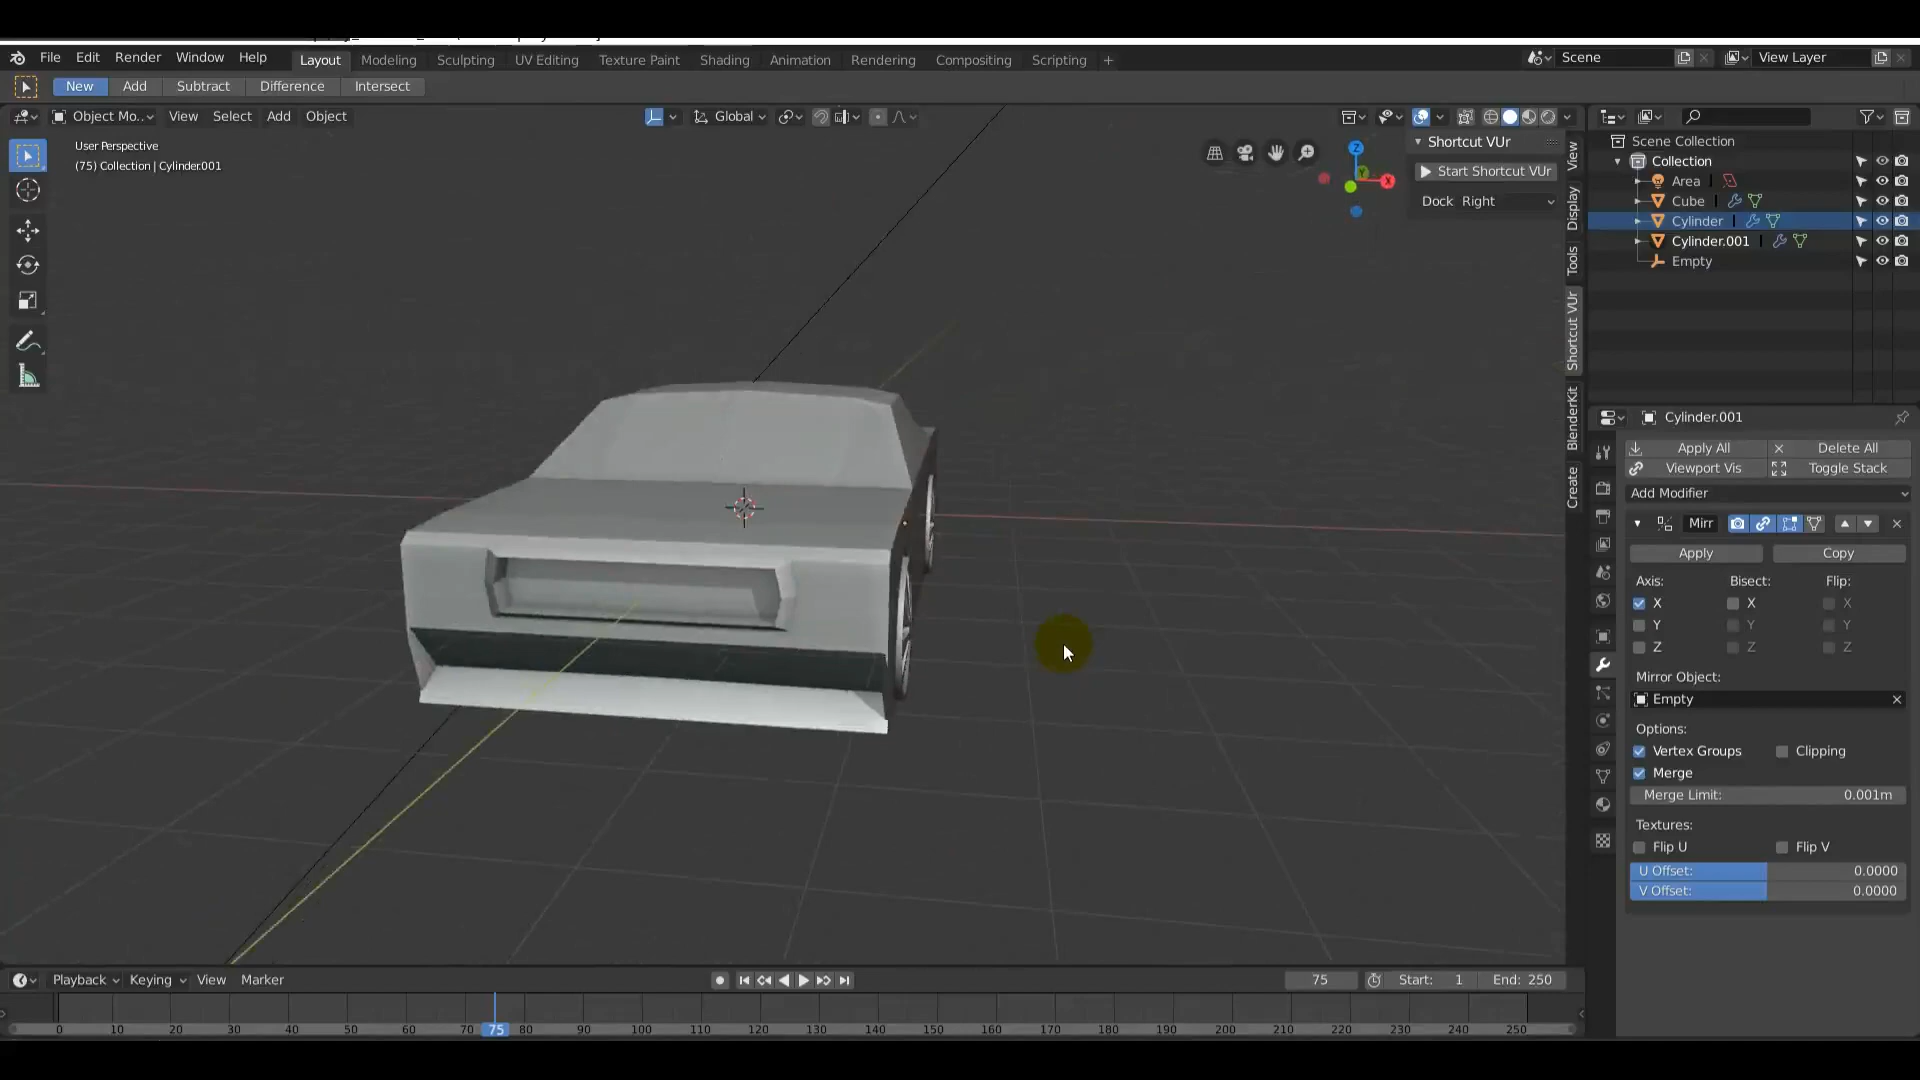 File Edit Render Window Help
Layout Modeling Sculpting UV Editing Texture Paint Shading Animation Rendering Compositing Scripting +
Scene
View Layer
New Add Subtract Difference Intersect
Object Mo.. View Select Add Object
Global
User Perspective
(75) Collection | Cylinder.001
Z
Y
X
Shortcut VUr
Start Shortcut VUr
Dock Right
View
Display
Tools
Shortcut VUr
BlenderKit
Create
Scene Collection
Collection
Area
Cube
Cylinder
Cylinder.001
Empty
Cylinder.001
Apply All Delete All
Viewport Vis Toggle Stack
Add Modifier
Mirr
Apply Copy
Axis: Bisect: Flip:
X X X
Y Y Y
Z Z Z
Mirror Object:
Empty
Options:
Vertex Groups Clipping
Merge
Merge Limit: 0.001m
Textures:
Flip U Flip V
U Offset: 0.0000
V Offset: 0.0000
Playback Keying View Marker
75 Start: 1 End: 250
0 10 20 30 40 50 60 70 75 80 90 100 110 120 130 140 150 160 170 180 190 200 210 220 230 240 250